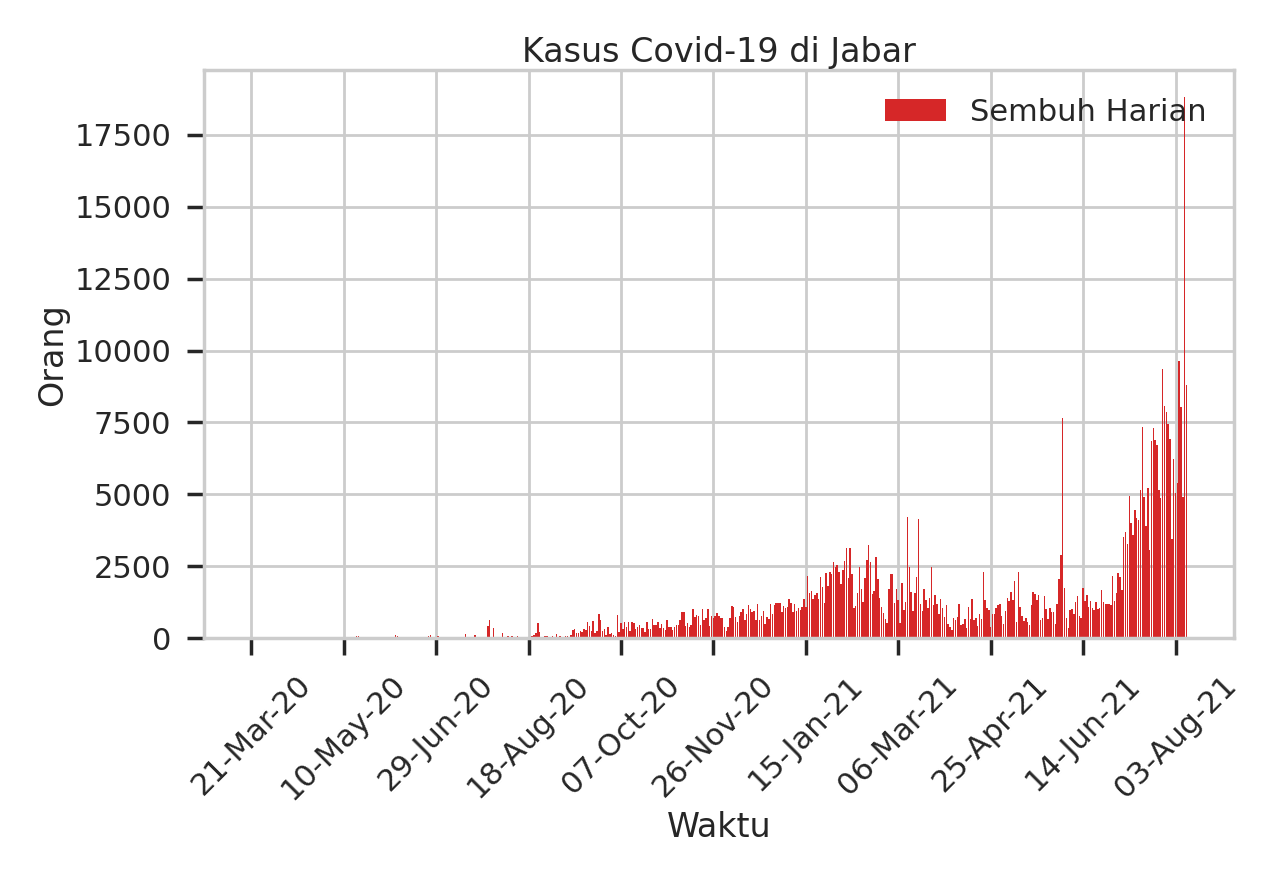 Kasus Covid-19 di Jabar
Sembuh Harian
17500
15000
12500
10000
7500
5000
2500
0
Orang
21-Mar-20
10-May-20
29-Jun-20
18-Aug-20
07-Oct-20
26-Nov-20
15-Jan-21
06-Mar-21
25-Apr-21
14-Jun-21
03-Aug-21
Waktu